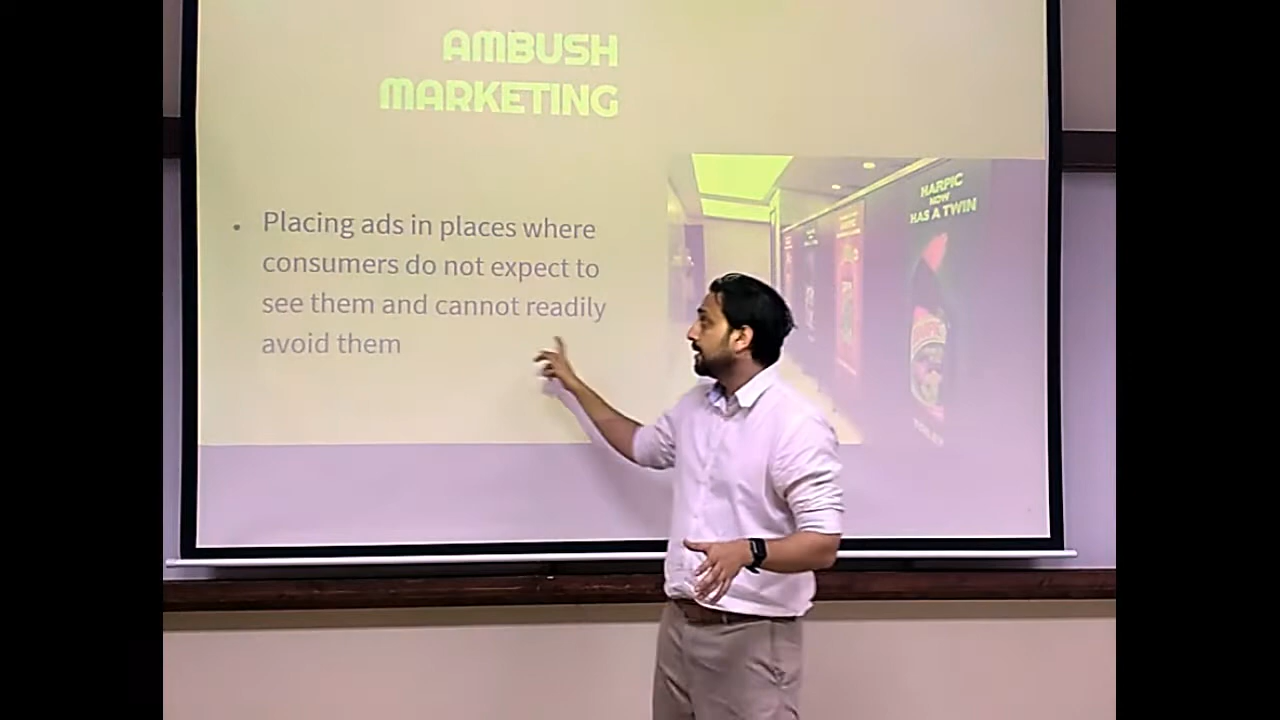 AMBUSH
MARKETING
• Placing ads in places where
consumers do not expect to
see them and cannot readily
avoid them
HARPIC
NOW
HAS A TWIN